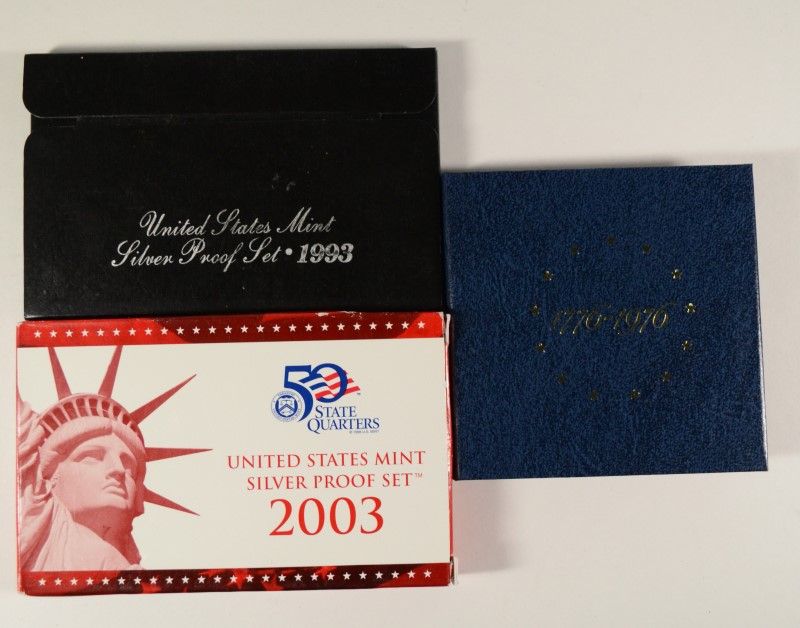 United States Mint
Silver Proof Set • 1993
1776-1976
50
STATE
QUARTERS
UNITED STATES MINT
SILVER PROOF SET™
2003